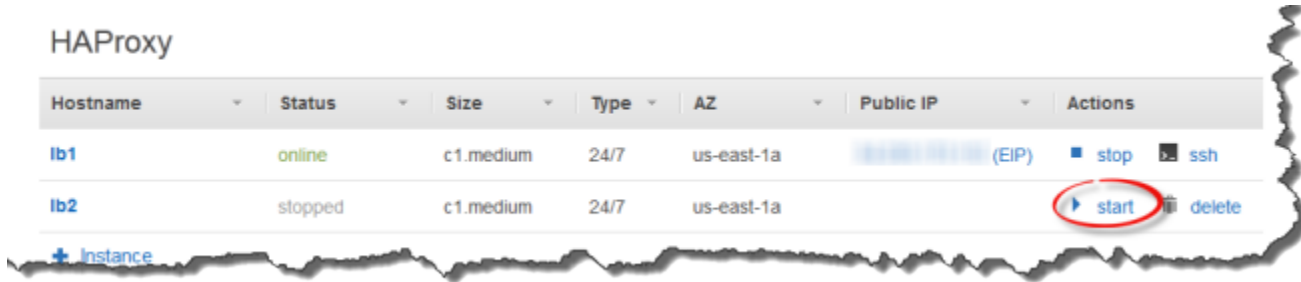 HAProxy
Hostname Status Size Type AZ Public IP Actions
lb1 online c1.medium 24/7 us-east-1a (EIP) stop ssh
lb2 stopped c1.medium 24/7 us-east-1a start delete
Instance